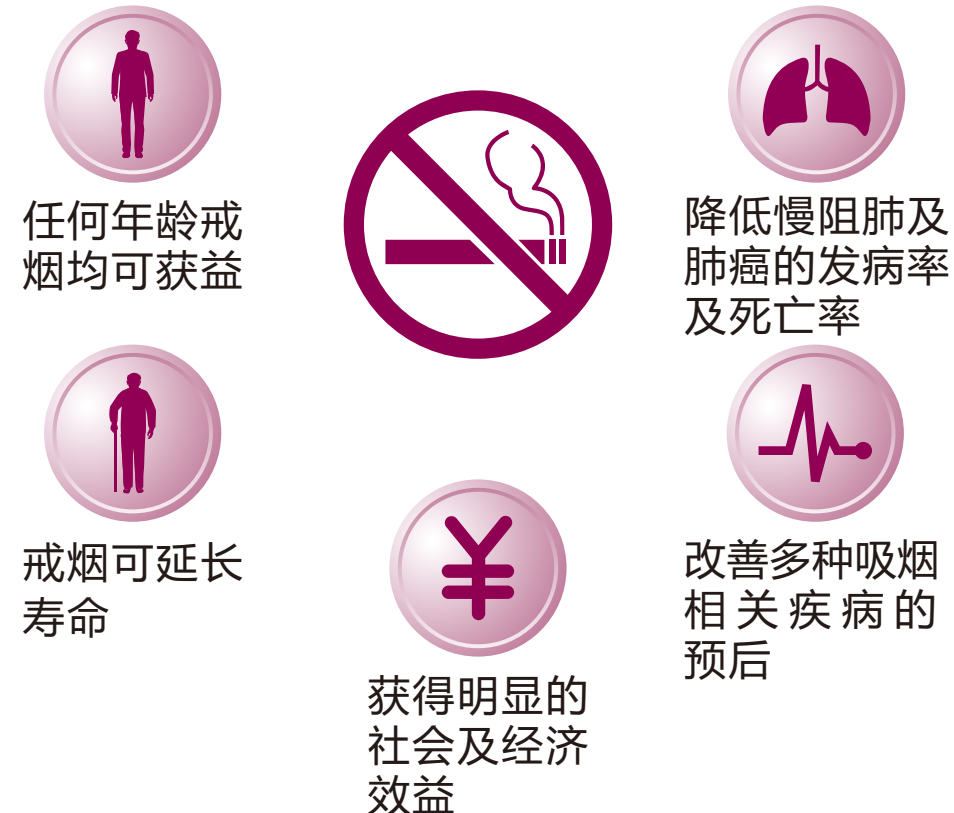 任何年龄戒
烟均可获益
降低慢阻肺及
肺癌的发病率
及死亡率
戒烟可延长
寿命
改善多种吸烟
相关疾病的
预后
¥
获得明显的
社会及经济
效益